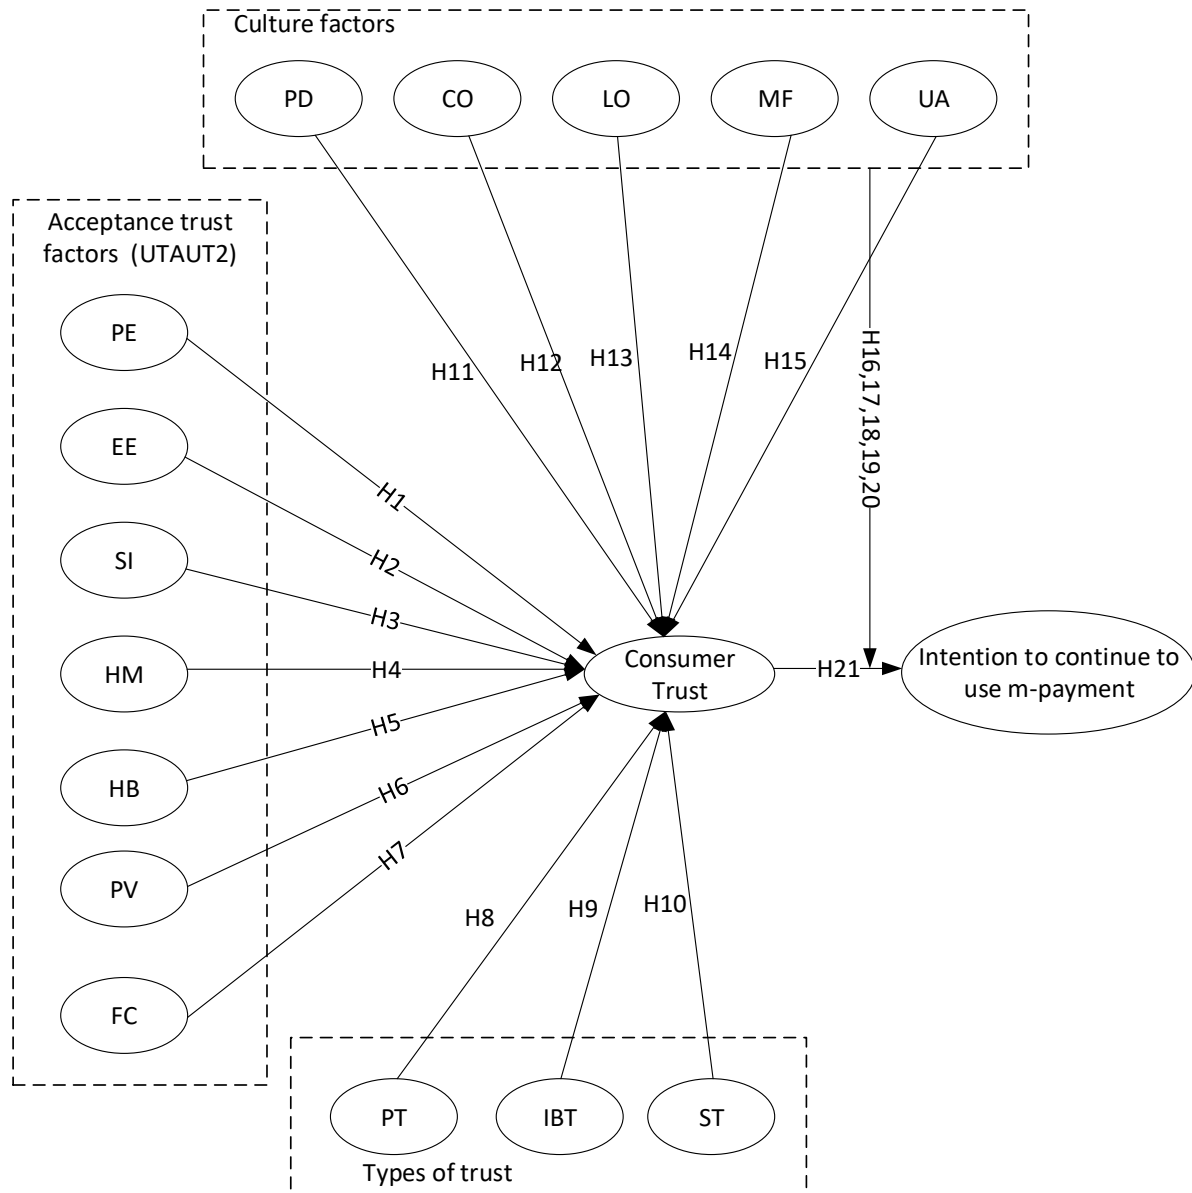 Culture factors
PD
CO
LO
MF
UA
Acceptance trust
factors (UTAUT2)
PE
EE
SI
HM
HB
PV
FC
H11
H12
H13
H14
H15
H16,17,18,19,20
H1
H2
H3
H4
H5
H6
H7
Consumer
Trust
H21
Intention to continue to
use m-payment
H8
H9
H10
PT
IBT
ST
Types of trust